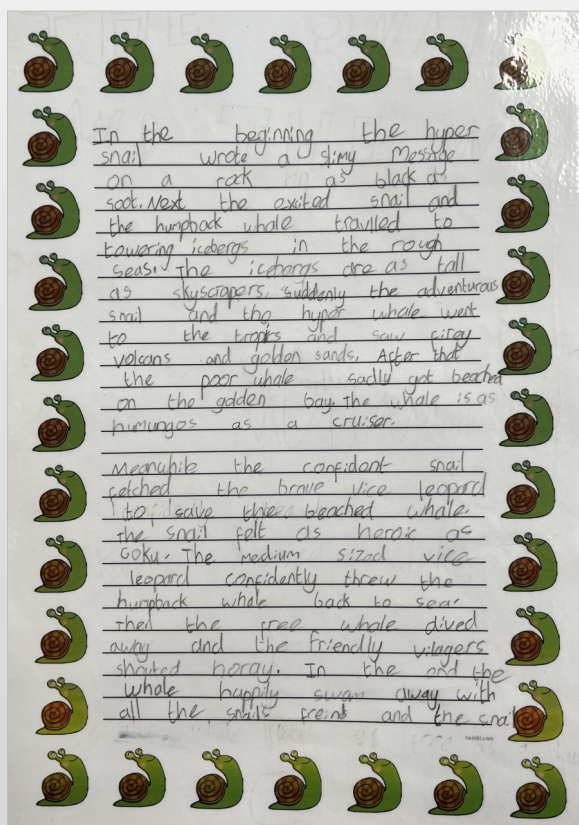 In the beginning the hyper
snail wrote a slimy Message
on a rock as black as
soot. Next the exited snail and
the humpback whale travlled to
towering icebergs in the rough
seas. The icebergs are as tall
as skyscrapers. Suddenly the adventurous
snail and the hyper whale went
to the tropics and saw firey
volcans and golden sands. After that
the poor whale sadly got beached
on the golden bay. The whale is as
humungos as a cruiser.
Meanwhile the confident snail
fetched the brave vice leopard
to save this beached whale.
The snail felt as heroic as
Goku. The medium sized vice
leopard confidently threw the
humpback whale back to sea.
Then the free whale dived
away and the friendly vilagers
shouted horay. In the end the
whale happily swam away with
all the snails freind and the snail
twinkl.com